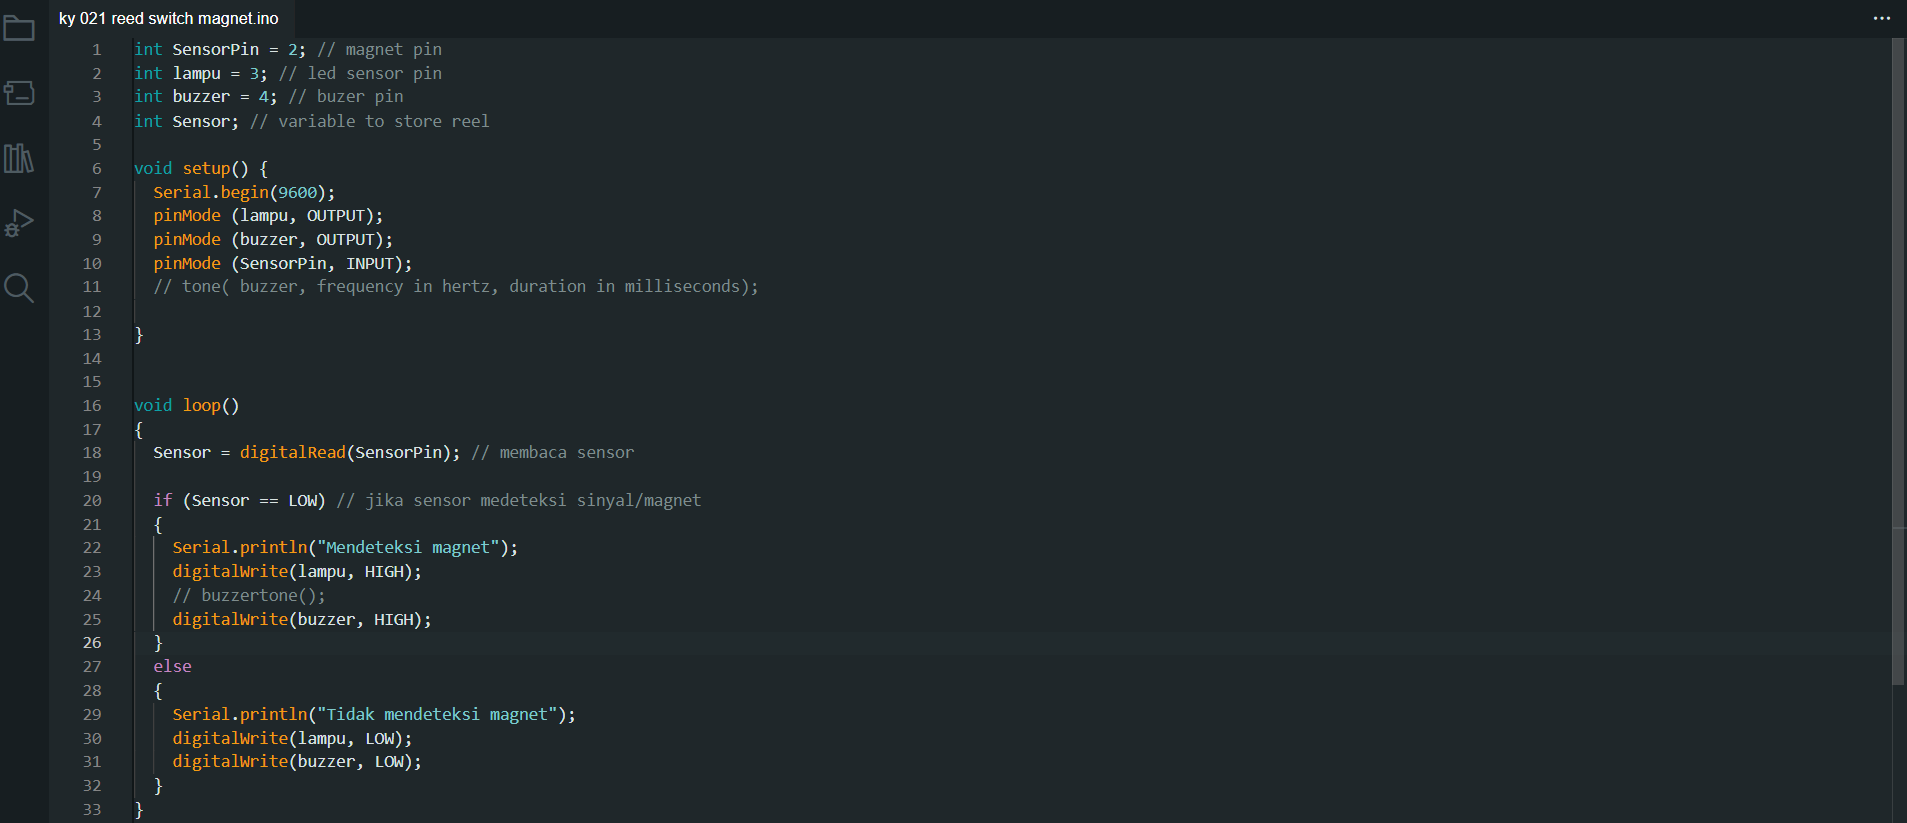 ky 021 reed switch magnet.ino
1 int SensorPin = 2; // magnet pin
2 int lampu = 3; // led sensor pin
3 int buzzer = 4; // buzer pin
4 int Sensor; // variable to store reel
5
6 void setup() {
7 Serial.begin(9600);
8 pinMode (lampu, OUTPUT);
9 pinMode (buzzer, OUTPUT);
10 pinMode (SensorPin, INPUT);
11 // tone( buzzer, frequency in hertz, duration in milliseconds);
12
13 }
14
15
16 void loop()
17 {
18 Sensor = digitalRead(SensorPin); // membaca sensor
19
20 if (Sensor == LOW) // jika sensor medeteksi sinyal/magnet
21 {
22 Serial.println("Mendeteksi magnet");
23 digitalWrite(lampu, HIGH);
24 // buzzertone();
25 digitalWrite(buzzer, HIGH);
26 }
27 else
28 {
29 Serial.println("Tidak mendeteksi magnet");
30 digitalWrite(lampu, LOW);
31 digitalWrite(buzzer, LOW);
32 }
33 }